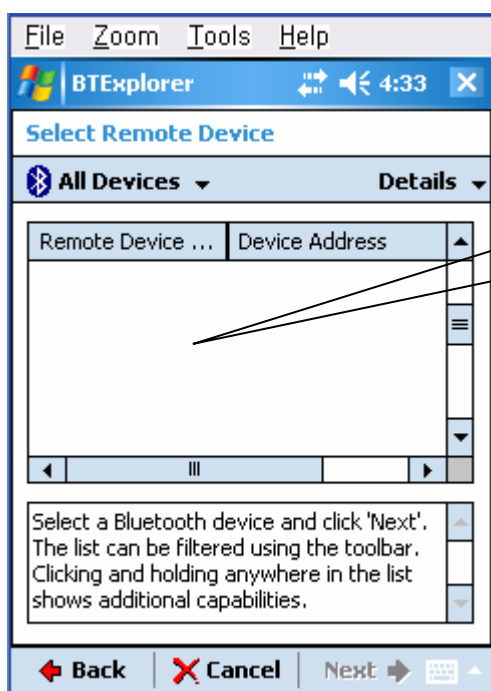 File Zoom Tools Help
BTExplorer 4:33
Select Remote Device
All Devices Details
Remote Device ... Device Address
Select a Bluetooth device and click 'Next'.
The list can be filtered using the toolbar.
Clicking and holding anywhere in the list
shows additional capabilities.
Back Cancel Next